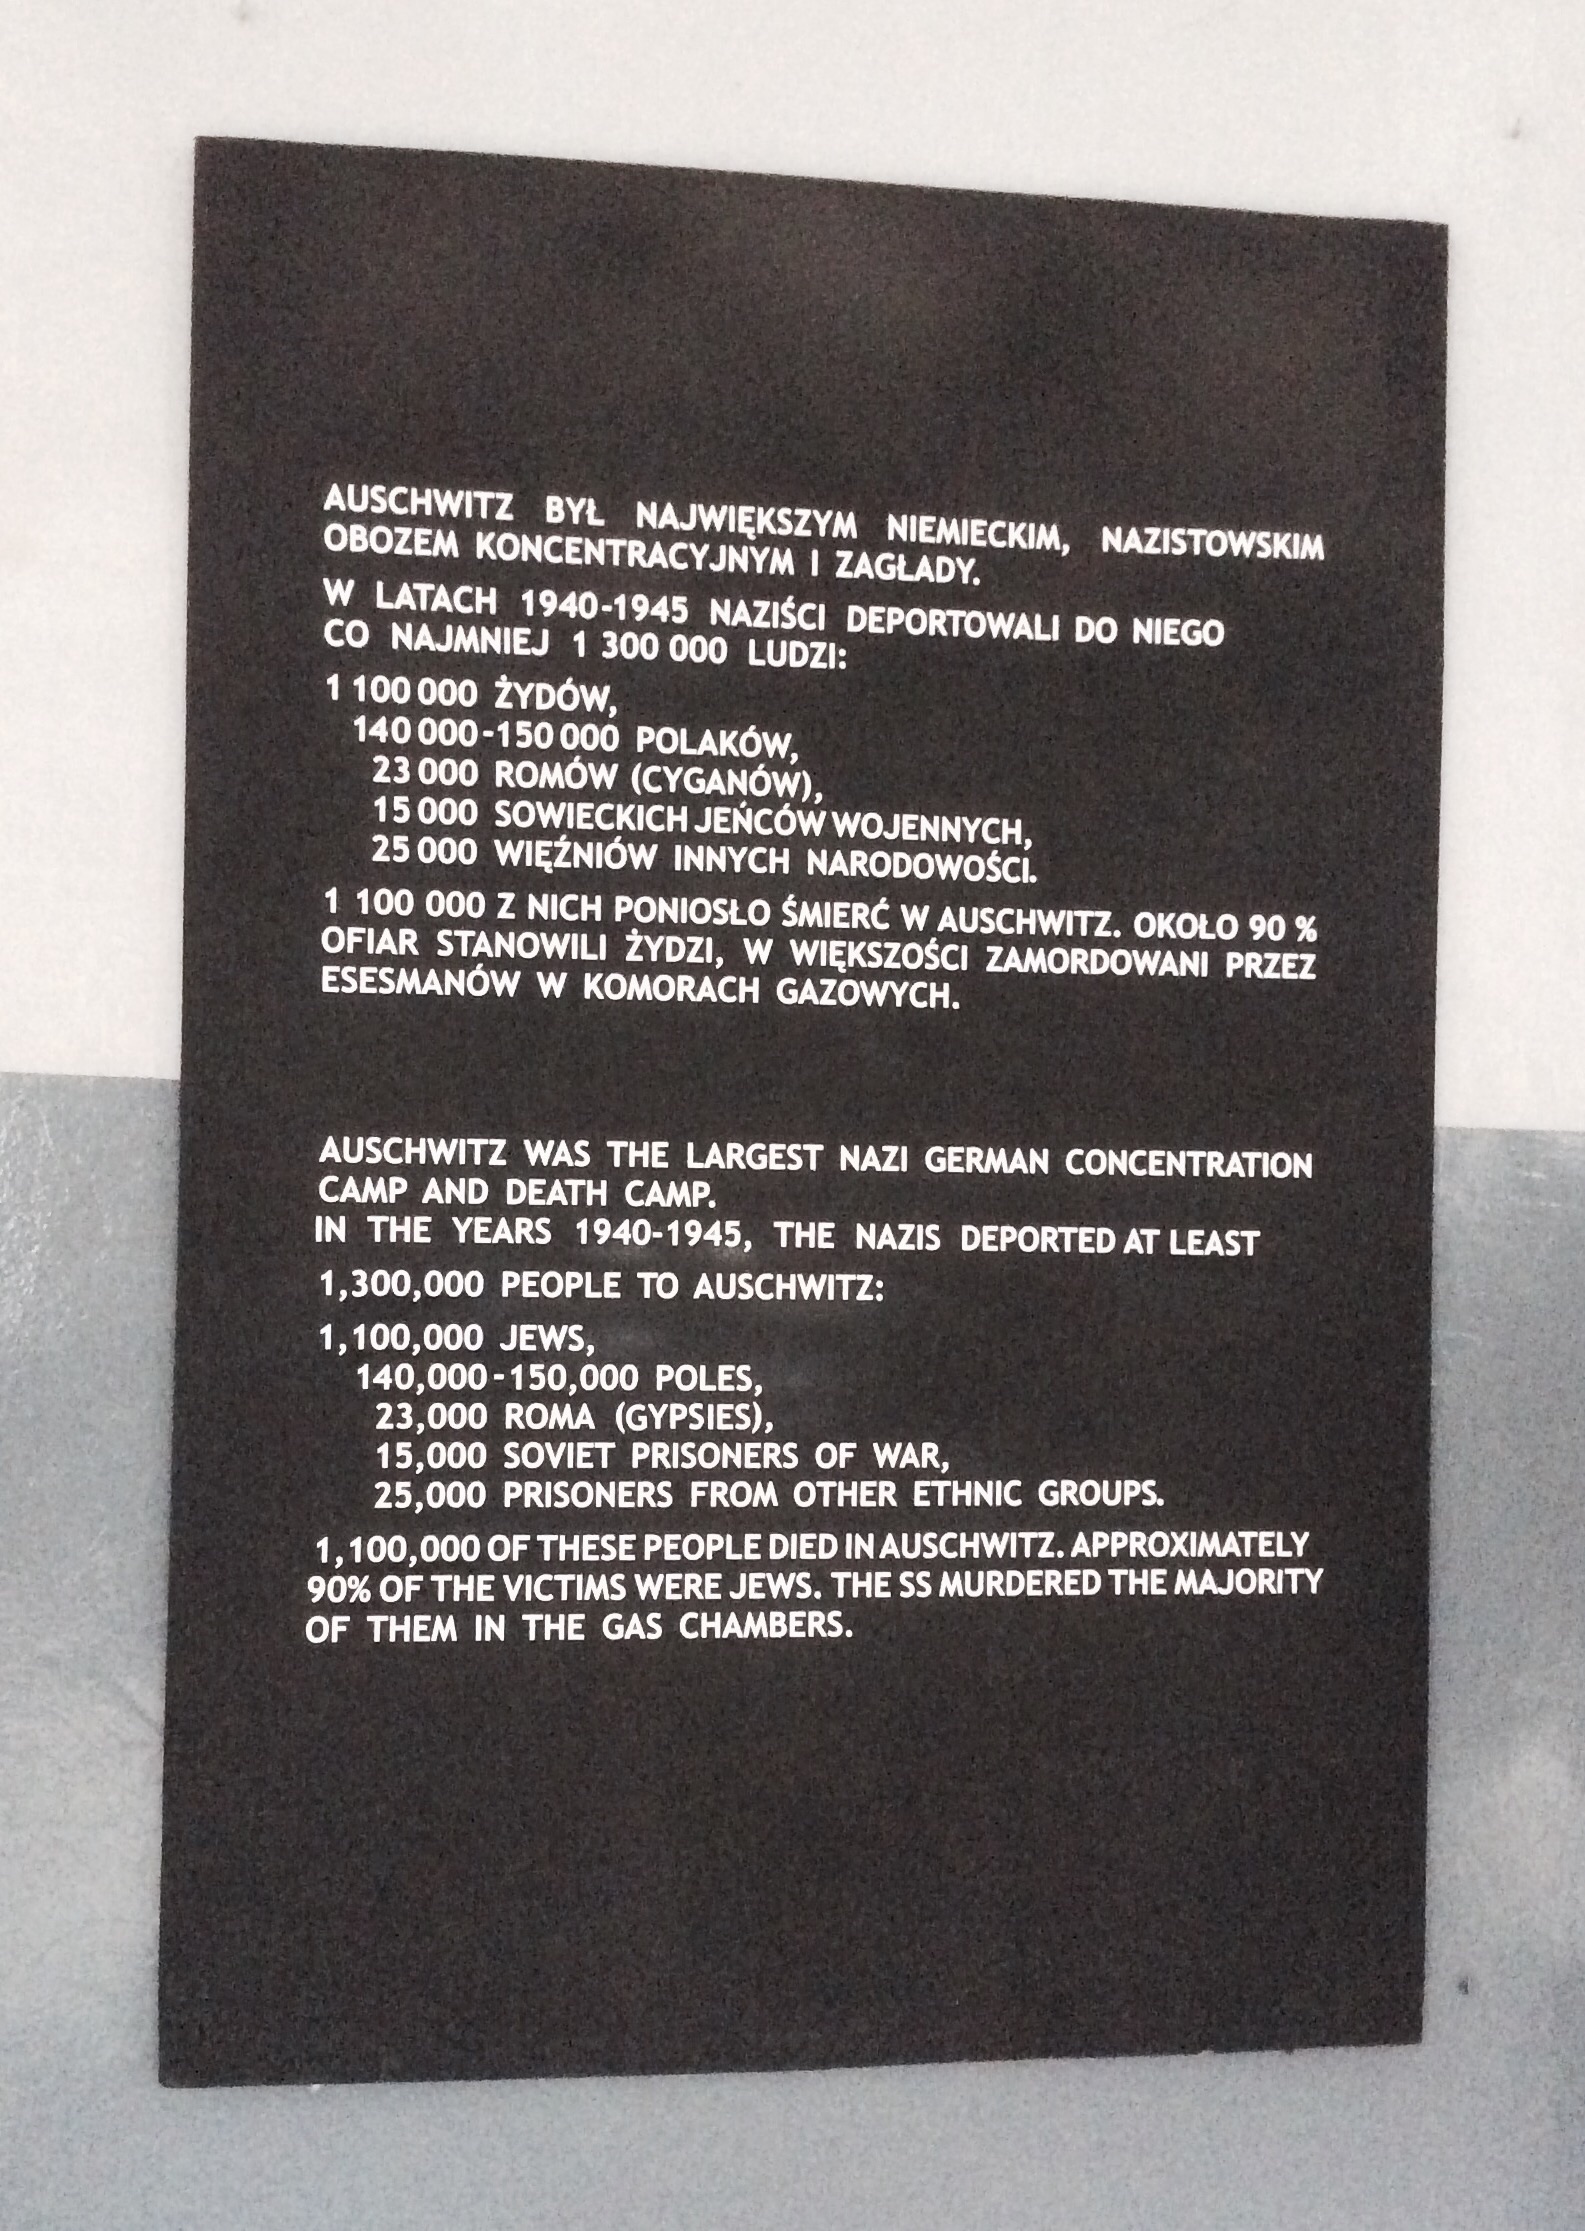 AUSCHWITZ BYŁ NAJWIĘKSZYM NIEMIECKIM, NAZISTOWSKIM
OBOZEM KONCENTRACYJNYM I ZAGŁADY.
W LATACH 1940-1945 NAZIŚCI DEPORTOWALI DO NIEGO
CO NAJMNIEJ 1 300 000 LUDZI:
1 100 000 ŻYDÓW,
140 000-150 000 POLAKÓW,
23 000 ROMÓW (CYGANÓW),
15 000 SOWIECKICH JEŃCÓW WOJENNYCH,
25 000 WIĘŹNIÓW INNYCH NARODOWOŚCI.
1 100 000 Z NICH PONIOSŁO ŚMIERĆ W AUSCHWITZ. OKOŁO 90 %
OFIAR STANOWILI ŻYDZI, W WIĘKSZOŚCI ZAMORDOWANI PRZEZ
ESESMANÓW W KOMORACH GAZOWYCH.
AUSCHWITZ WAS THE LARGEST NAZI GERMAN CONCENTRATION
CAMP AND DEATH CAMP.
IN THE YEARS 1940-1945, THE NAZIS DEPORTED AT LEAST
1,300,000 PEOPLE TO AUSCHWITZ:
1,100,000 JEWS,
140,000-150,000 POLES,
23,000 ROMA (GYPSIES),
15,000 SOVIET PRISONERS OF WAR,
25,000 PRISONERS FROM OTHER ETHNIC GROUPS.
1,100,000 OF THESE PEOPLE DIED IN AUSCHWITZ. APPROXIMATELY
90% OF THE VICTIMS WERE JEWS. THE SS MURDERED THE MAJORITY
OF THEM IN THE GAS CHAMBERS.